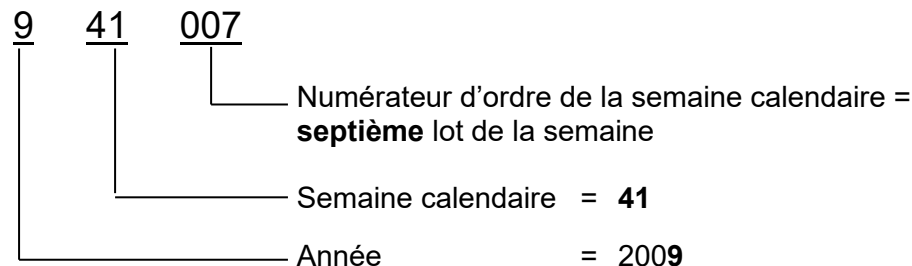 9 41 007
Numérateur d’ordre de la semaine calendaire =
septième lot de la semaine
Semaine calendaire = 41
Année = 2009